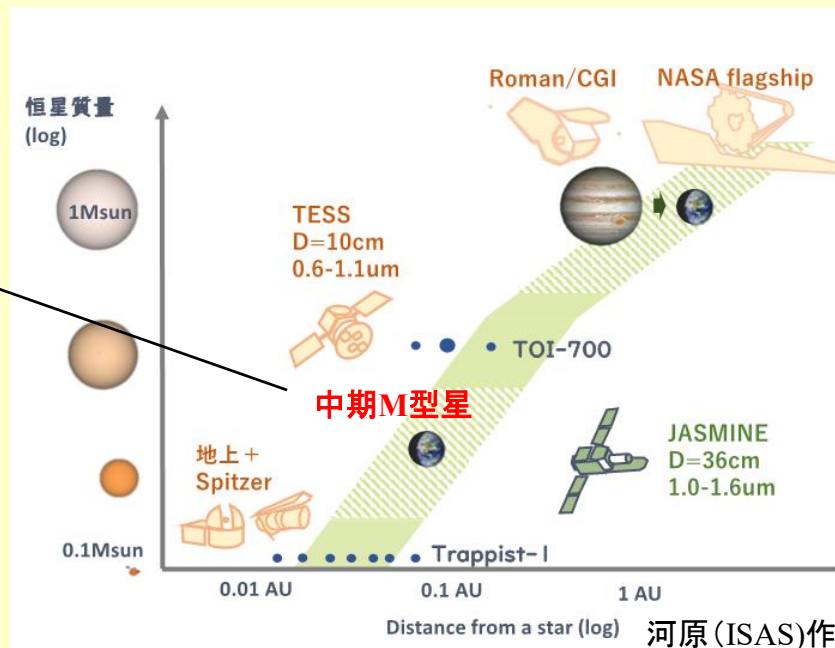 Roman/CGI
NASA flagship
恒星質量
(log)
1Msun
TESS
D=10cm
0.6-1.1um
TOI-700
中期M型星
JASMINE
D=36cm
1.0-1.6um
地上+
Spitzer
0.1Msun
Trappist-1
0.01 AU
0.1 AU
1 AU
Distance from a star (log)
河原(ISAS)作